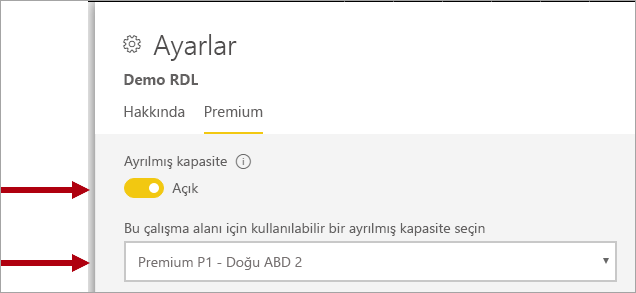 Ayarlar
Demo RDL
Hakkında Premium
Ayrılmış kapasite
Açık
Bu çalışma alanı için kullanılabilir bir ayrılmış kapasite seçin
Premium P1 - Doğu ABD 2